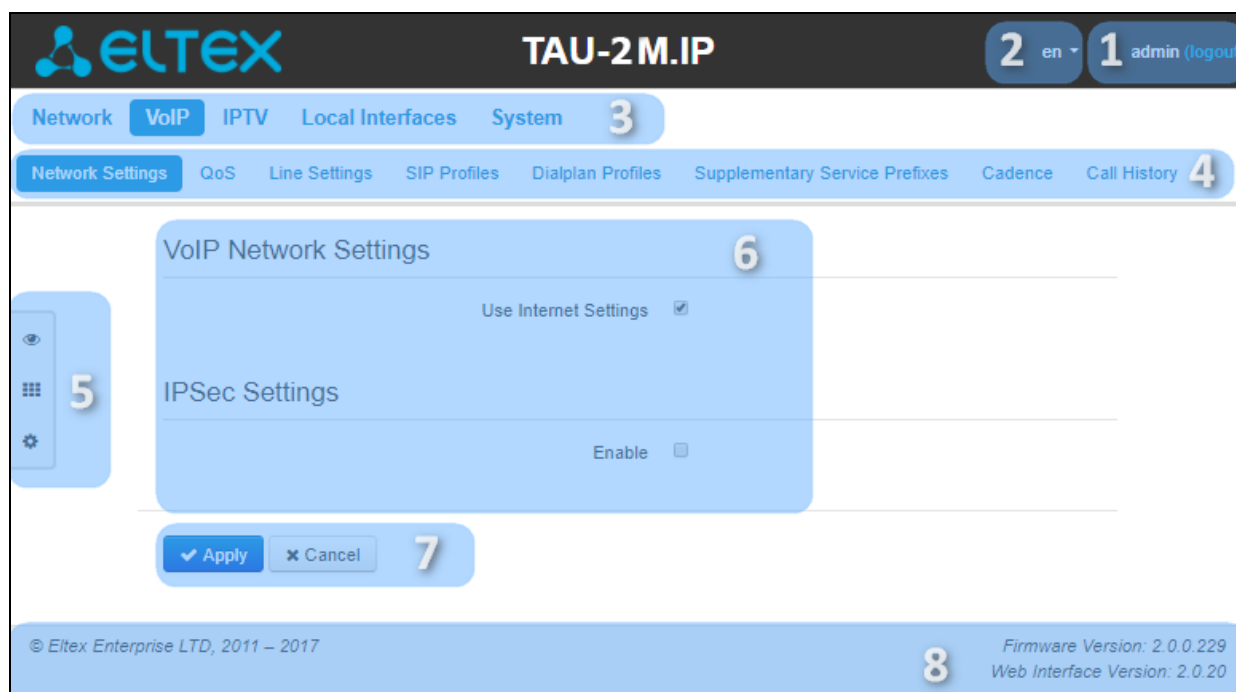 ELTEX TAU-2M.IP 2 en 1 admin (logout
Network VoIP IPTV Local Interfaces System 3
Network Settings QoS Line Settings SIP Profiles Dialplan Profiles Supplementary Service Prefixes Cadence Call History 4
VoIP Network Settings 6
Use Internet Settings
5
IPSec Settings
Enable
Apply Cancel 7
© Eltex Enterprise LTD, 2011 – 2017
8
Firmware Version: 2.0.0.229
Web Interface Version: 2.0.20